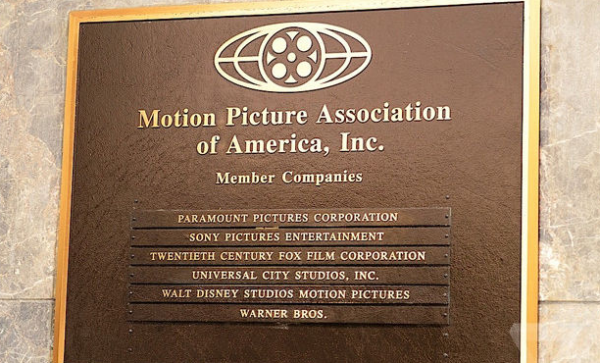 Motion Picture Association
of America, Inc.
Member Companies
PARAMOUNT PICTURES CORPORATION
SONY PICTURES ENTERTAINMENT
TWENTIETH CENTURY FOX FILM CORPORATION
UNIVERSAL CITY STUDIOS, INC.
WALT DISNEY STUDIOS MOTION PICTURES
WARNER BROS.